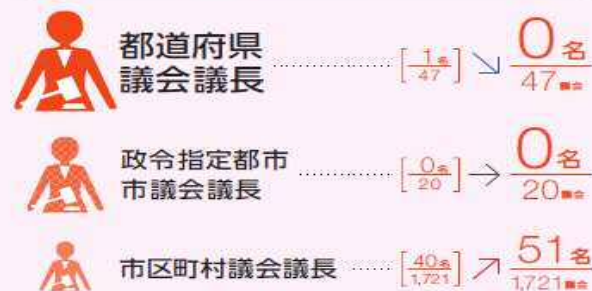 都道府県
議会議長 [1名/47] ↘ 0名/47議会
政令指定都市
市議会議長 [0名/20] → 0名/20議会
市区町村議会議長 [40名/1,721] ↗ 51名/1,721議会